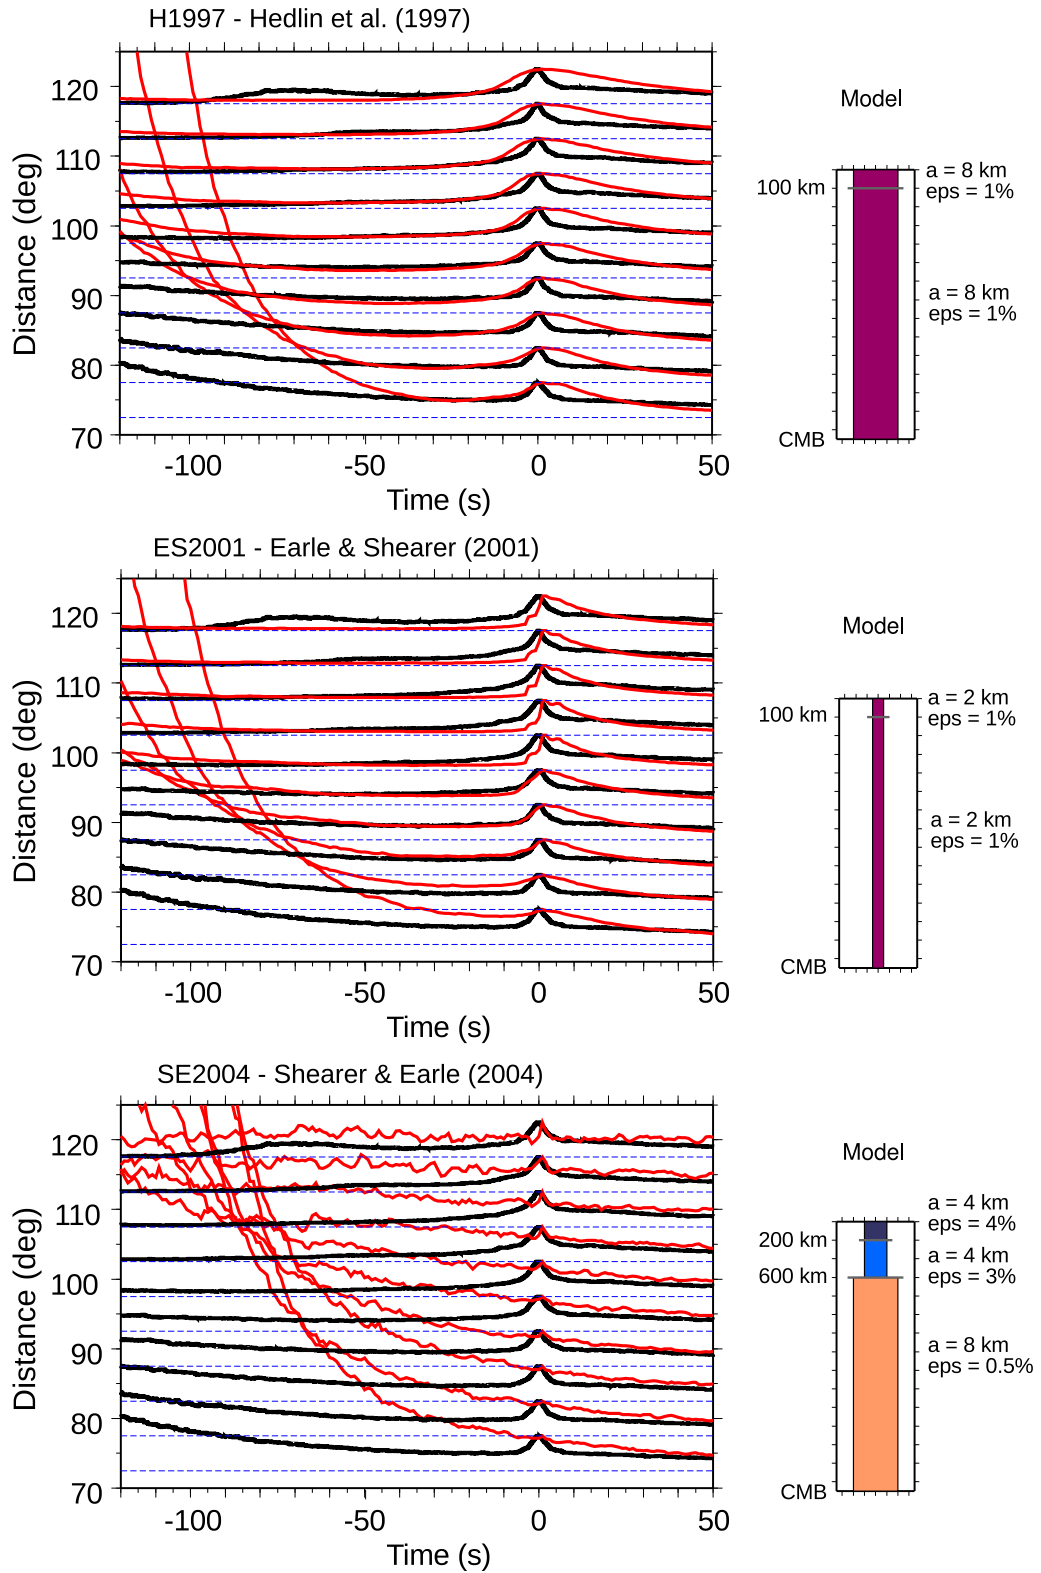 H1997 - Hedlin et al. (1997)
120
110
100
90
80
70
Distance (deg)
-100 -50 0 50
Time (s)
Model
100 km
a = 8 km
eps = 1%
a = 8 km
eps = 1%
CMB
ES2001 - Earle & Shearer (2001)
120
110
100
90
80
70
Distance (deg)
-100 -50 0 50
Time (s)
Model
100 km
a = 2 km
eps = 1%
a = 2 km
eps = 1%
CMB
SE2004 - Shearer & Earle (2004)
120
110
100
90
80
70
Distance (deg)
-100 -50 0 50
Time (s)
Model
a = 4 km
eps = 4%
200 km
a = 4 km
eps = 3%
600 km
a = 8 km
eps = 0.5%
CMB